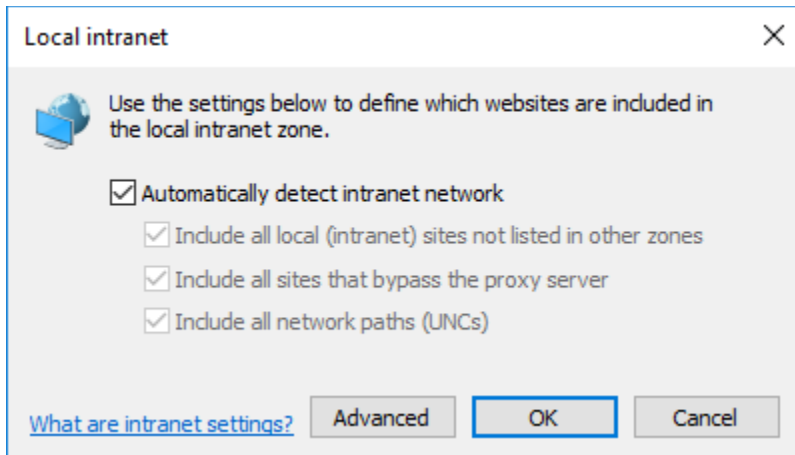 Local intranet
Use the settings below to define which websites are included in
the local intranet zone.
Automatically detect intranet network
Include all local (intranet) sites not listed in other zones
Include all sites that bypass the proxy server
Include all network paths (UNCs)
What are intranet settings? Advanced OK Cancel